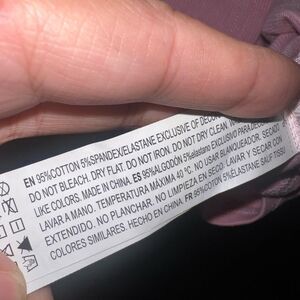 EN 95%COTTON 5%SPANDEX/ELASTANE EXCLUSIVE OF
DO NOT BLEACH. DRY FLAT. DO NOT IRON. DO NOT DRY CLEAN.
LIKE COLORS. MADE IN CHINA. ES 95%ALGODÓN 5%elastano EXCLUSIVO PARA
LAVAR A MANO. TEMPERATURA MÁXIMA 40 °C. NO USAR BLANQUEADOR. SECADO
EXTENDIDO. NO PLANCHAR. NO LIMPIEZA EN SECO. LAVAR Y SECAR CON
COLORES SIMILARES. HECHO EN CHINA. FR 95%COTON 5%ELASTANE SAUF TISSU